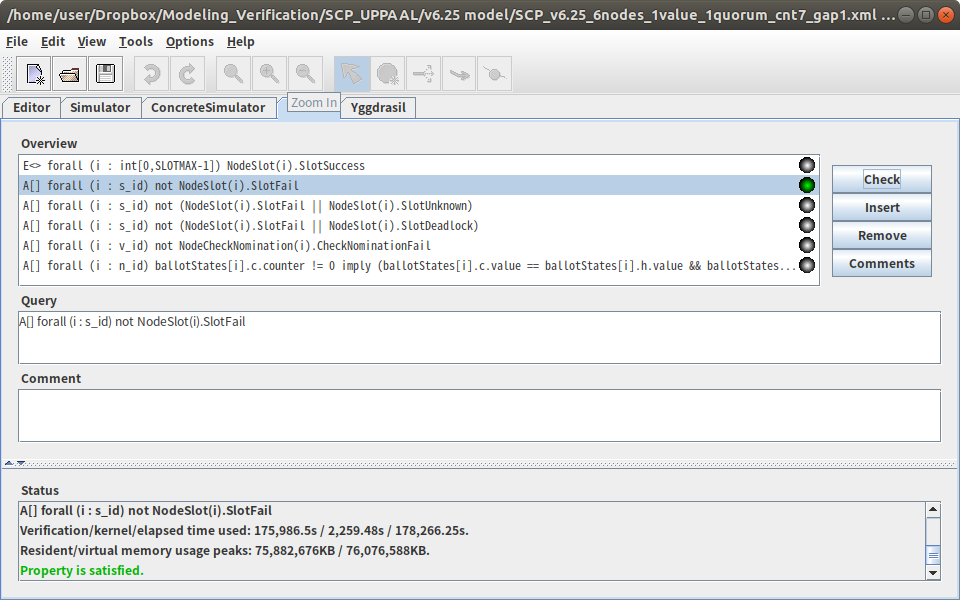 /home/user/Dropbox/Modeling_Verification/SCP_UPPAAL/v6.25 model/SCP_v6.25_6nodes_1value_1quorum_cnt7_gap1.xml ...
File Edit View Tools Options Help
Editor Simulator ConcreteSimulator Zoom In Yggdrasil
Overview
E<> forall (i : int[0,SLOTMAX-1]) NodeSlot(i).SlotSuccess
A[] forall (i : s_id) not NodeSlot(i).SlotFail
A[] forall (i : s_id) not (NodeSlot(i).SlotFail || NodeSlot(i).SlotUnknown)
A[] forall (i : s_id) not (NodeSlot(i).SlotFail || NodeSlot(i).SlotDeadlock)
A[] forall (i : v_id) not NodeCheckNomination(i).CheckNominationFail
A[] forall (i : n_id) ballotStates[i].c.counter != 0 imply (ballotStates[i].c.value == ballotStates[i].h.value && ballotStates...
Check
Insert
Remove
Comments
Query
A[] forall (i : s_id) not NodeSlot(i).SlotFail
Comment
Status
A[] forall (i : s_id) not NodeSlot(i).SlotFail
Verification/kernel/elapsed time used: 175,986.5s / 2,259.48s / 178,266.25s.
Resident/virtual memory usage peaks: 75,882,676KB / 76,076,588KB.
Property is satisfied.